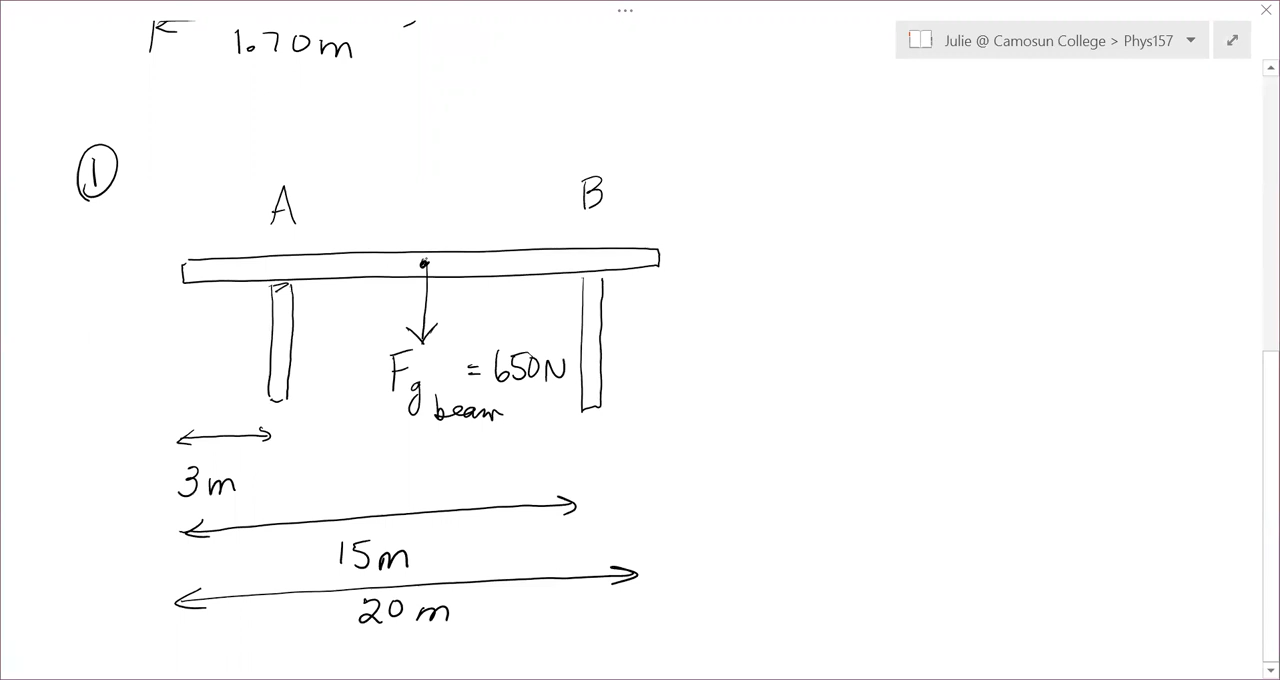 Julie @ Camosun College > Phys157
1.70m
①
A B
Fg beam = 650N
3m
15m
20m